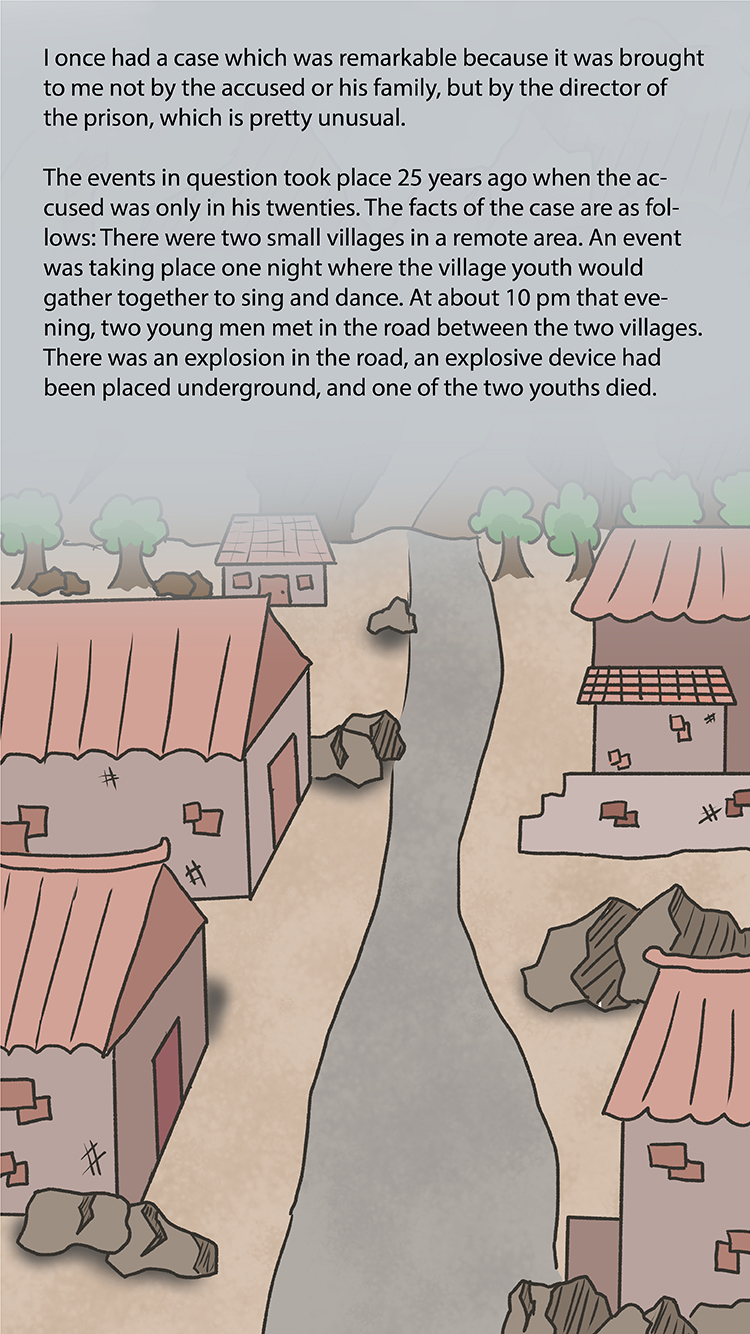 I once had a case which was remarkable because it was brought
to me not by the accused or his family, but by the director of
the prison, which is pretty unusual.
The events in question took place 25 years ago when the ac-
cused was only in his twenties. The facts of the case are as fol-
lows: There were two small villages in a remote area. An event
was taking place one night where the village youth would
gather together to sing and dance. At about 10 pm that eve-
ning, two young men met in the road between the two villages.
There was an explosion in the road, an explosive device had
been placed underground, and one of the two youths died.